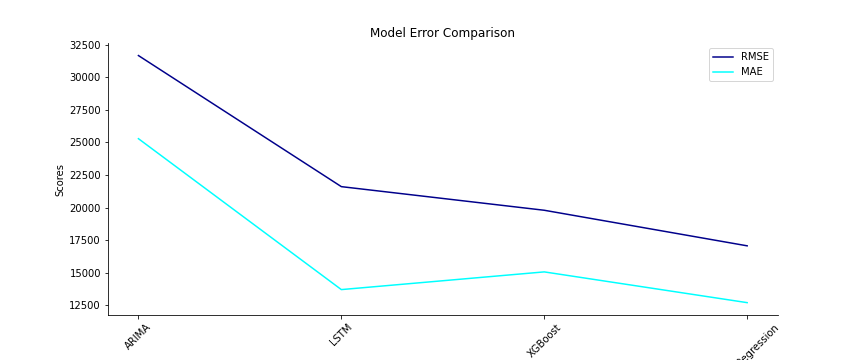 Model Error Comparison
32500
30000
27500
25000
22500
20000
17500
15000
12500
Scores
RMSE
MAE
ARIMA
LSTM
XGBoost